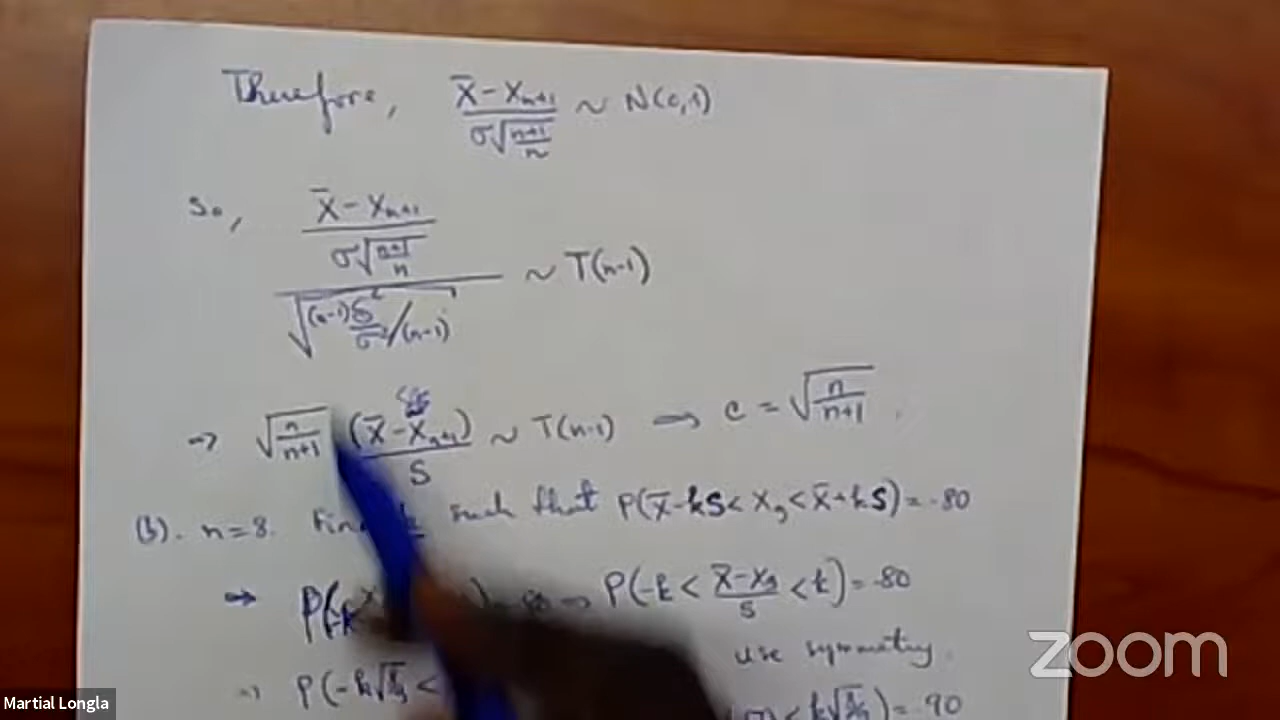 Therefore, (X̄ - Xₙ₊₁) / (σ√((n+1)/n)) ~ N(0,1)
So, ((X̄ - Xₙ₊₁) / (σ√((n+1)/n))) / √((n-1)S²/σ² / (n-1)) ~ T(n-1)
⇒ √(n/(n+1)) (X̄ - Xₙ₊₁) / S ~ T(n-1) ⇒ c = √(n/(n+1)).
(b). n=8. such that P(X̄-kS < X₉ < X̄+kS) = .80
⇒ P(-k ⇒ P(-k < (X̄-X₉)/S < k) = .80
use symmetry.
⇒ P(-k√(8/9) < < k√(8/9)) = .90
zoom
Martial Longla